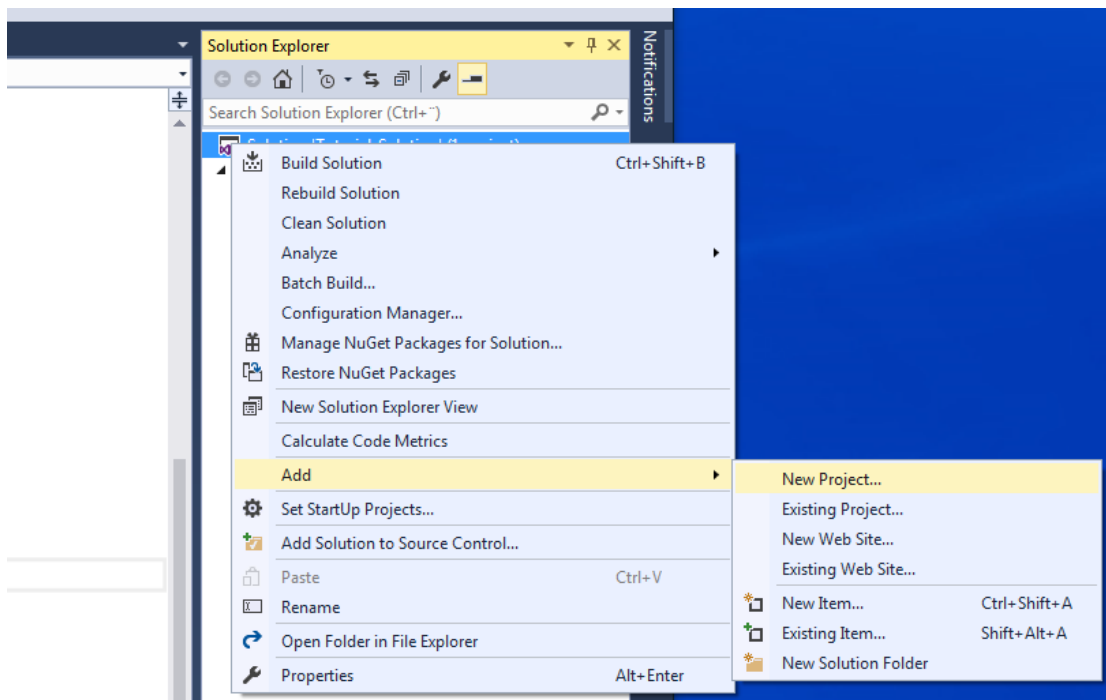 Solution Explorer
Notifications
Search Solution Explorer (Ctrl+¨)
Build Solution Ctrl+Shift+B
Rebuild Solution
Clean Solution
Analyze
Batch Build...
Configuration Manager...
Manage NuGet Packages for Solution...
Restore NuGet Packages
New Solution Explorer View
Calculate Code Metrics
Add
Set StartUp Projects...
Add Solution to Source Control...
Paste Ctrl+V
Rename
Open Folder in File Explorer
Properties Alt+Enter
New Project...
Existing Project...
New Web Site...
Existing Web Site...
New Item... Ctrl+Shift+A
Existing Item... Shift+Alt+A
New Solution Folder